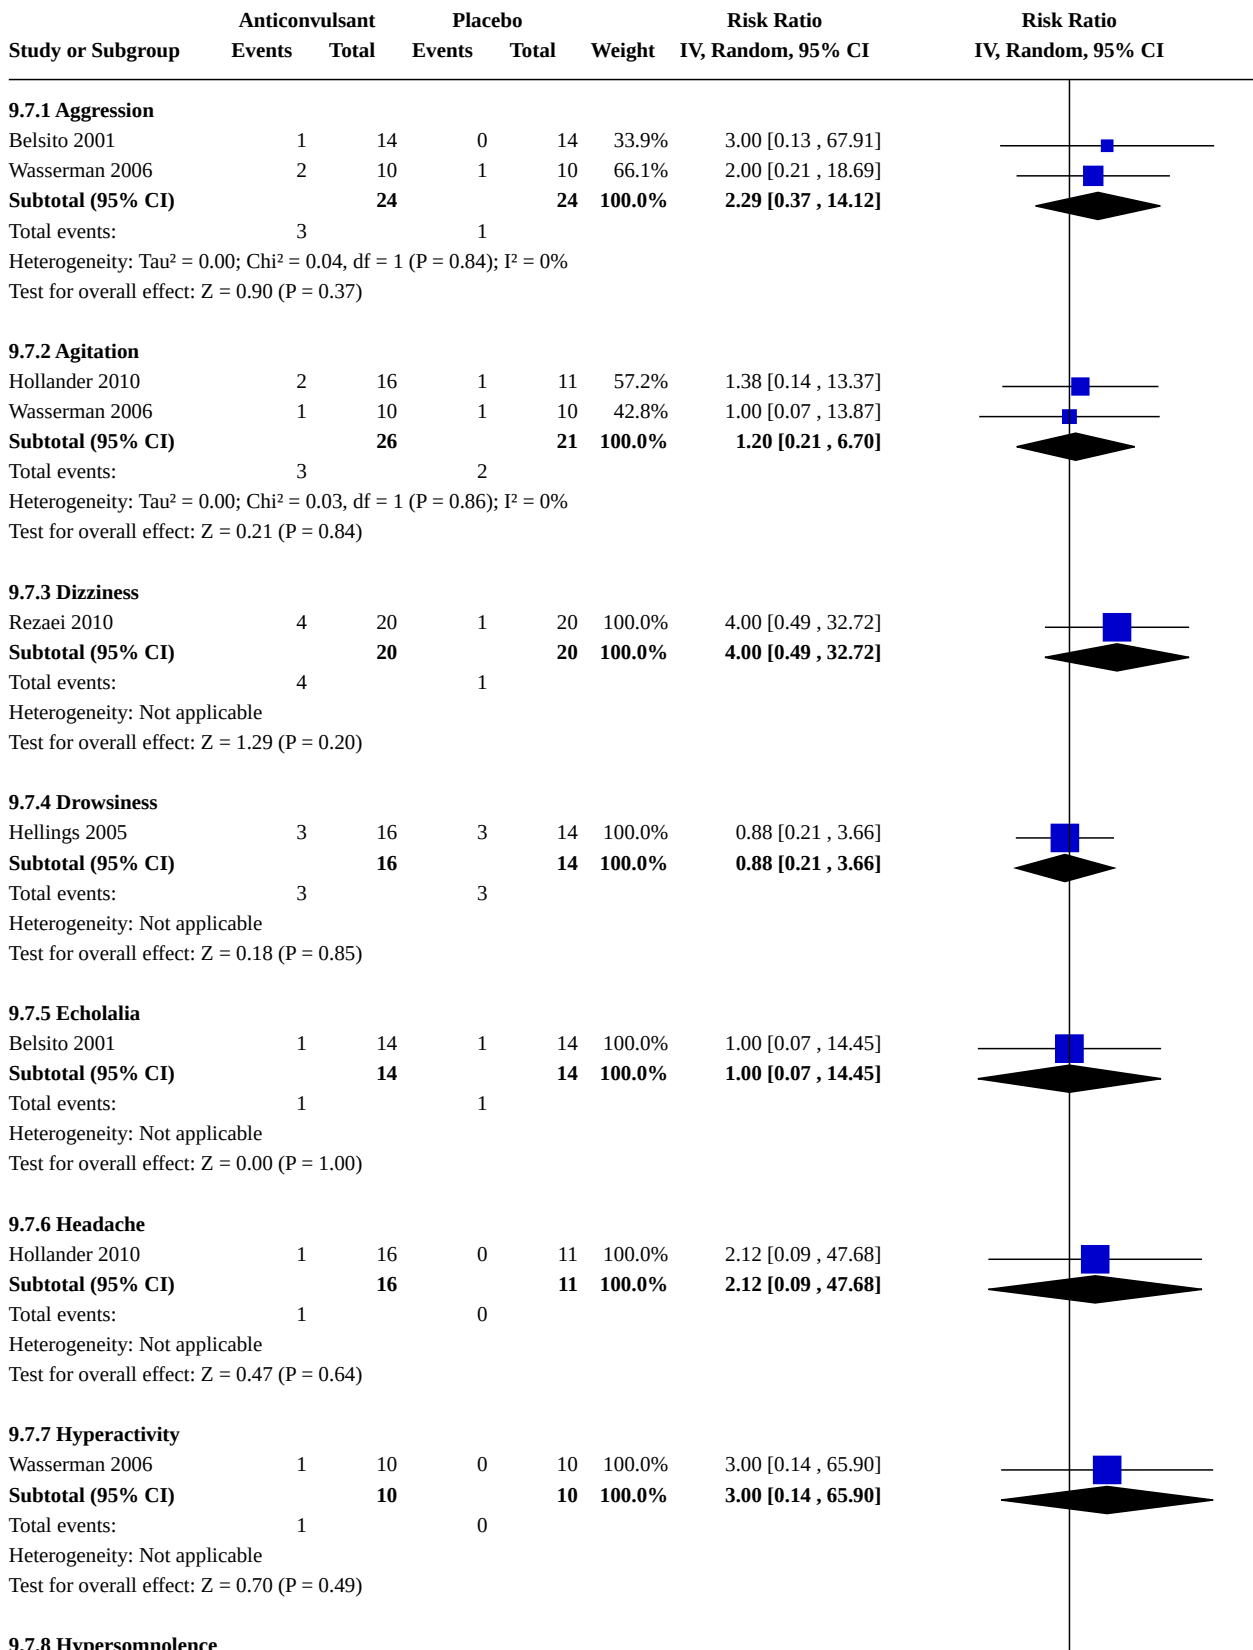 Anticonvulsant Placebo Risk Ratio Risk Ratio
Study or Subgroup Events Total Events Total Weight IV, Random, 95% CI IV, Random, 95% CI
9.7.1 Aggression
Belsito 2001 1 14 0 14 33.9% 3.00 [0.13 , 67.91]
Wasserman 2006 2 10 1 10 66.1% 2.00 [0.21 , 18.69]
Subtotal (95% CI) 24 24 100.0% 2.29 [0.37 , 14.12]
Total events: 3 1
Heterogeneity: Tau² = 0.00; Chi² = 0.04, df = 1 (P = 0.84); I² = 0%
Test for overall effect: Z = 0.90 (P = 0.37)
9.7.2 Agitation
Hollander 2010 2 16 1 11 57.2% 1.38 [0.14 , 13.37]
Wasserman 2006 1 10 1 10 42.8% 1.00 [0.07 , 13.87]
Subtotal (95% CI) 26 21 100.0% 1.20 [0.21 , 6.70]
Total events: 3 2
Heterogeneity: Tau² = 0.00; Chi² = 0.03, df = 1 (P = 0.86); I² = 0%
Test for overall effect: Z = 0.21 (P = 0.84)
9.7.3 Dizziness
Rezaei 2010 4 20 1 20 100.0% 4.00 [0.49 , 32.72]
Subtotal (95% CI) 20 20 100.0% 4.00 [0.49 , 32.72]
Total events: 4 1
Heterogeneity: Not applicable
Test for overall effect: Z = 1.29 (P = 0.20)
9.7.4 Drowsiness
Hellings 2005 3 16 3 14 100.0% 0.88 [0.21 , 3.66]
Subtotal (95% CI) 16 14 100.0% 0.88 [0.21 , 3.66]
Total events: 3 3
Heterogeneity: Not applicable
Test for overall effect: Z = 0.18 (P = 0.85)
9.7.5 Echolalia
Belsito 2001 1 14 1 14 100.0% 1.00 [0.07 , 14.45]
Subtotal (95% CI) 14 14 100.0% 1.00 [0.07 , 14.45]
Total events: 1 1
Heterogeneity: Not applicable
Test for overall effect: Z = 0.00 (P = 1.00)
9.7.6 Headache
Hollander 2010 1 16 0 11 100.0% 2.12 [0.09 , 47.68]
Subtotal (95% CI) 16 11 100.0% 2.12 [0.09 , 47.68]
Total events: 1 0
Heterogeneity: Not applicable
Test for overall effect: Z = 0.47 (P = 0.64)
9.7.7 Hyperactivity
Wasserman 2006 1 10 0 10 100.0% 3.00 [0.14 , 65.90]
Subtotal (95% CI) 10 10 100.0% 3.00 [0.14 , 65.90]
Total events: 1 0
Heterogeneity: Not applicable
Test for overall effect: Z = 0.70 (P = 0.49)
9.7.8 Hypersomnolence